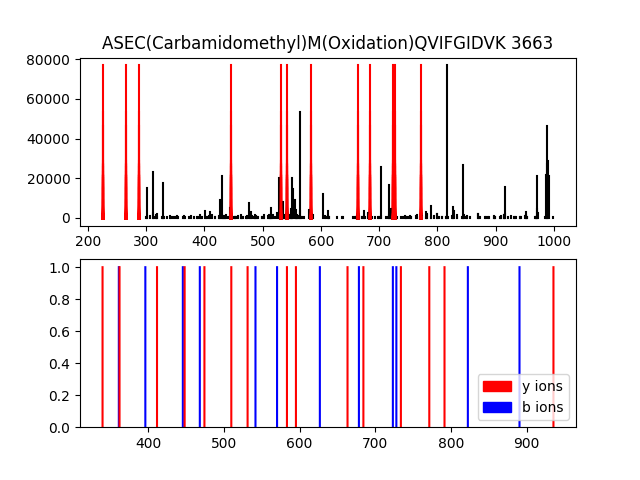 ASEC(Carbamidomethyl)M(Oxidation)QVIFGIDVK 3663
80000
60000
40000
20000
0
200 300 400 500 600 700 800 900 1000
1.0
0.8
0.6
0.4
0.2
0.0
y ions
b ions
400 500 600 700 800 900